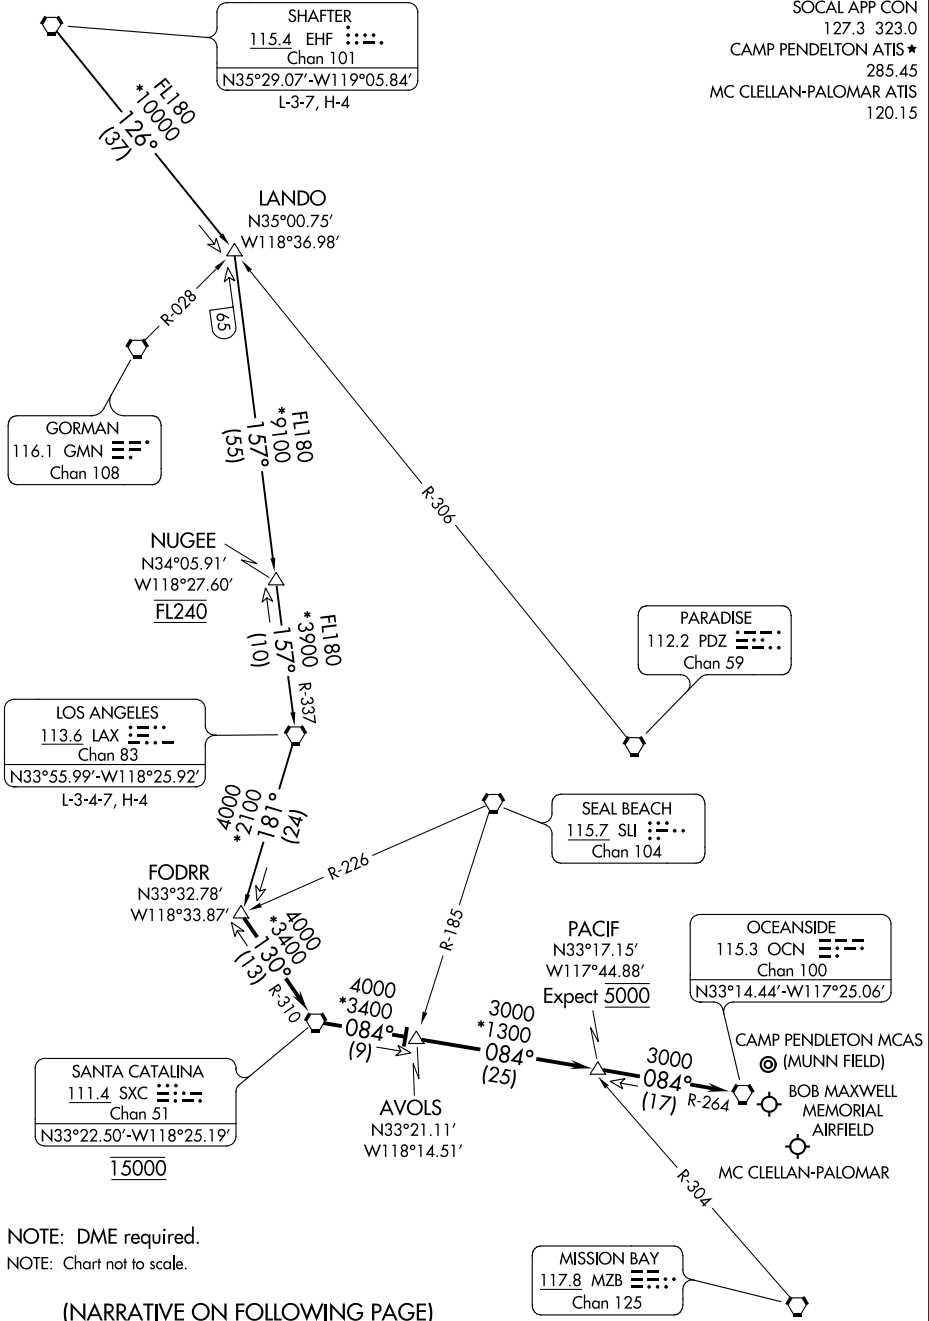 SOCAL APP CON
127.3 323.0
CAMP PENDELTON ATIS★
285.45
MC CLELLAN-PALOMAR ATIS
120.15
SHAFTER
115.4 EHF
Chan 101
N35°29.07′-W119°05.84′
L-3-7, H-4
FL180
*10000
126°
(37)
LANDO
N35°00.75′
W118°36.98′
R-028
65
GORMAN
116.1 GMN
Chan 108
FL180
*9100
157°
(55)
R-306
NUGEE
N34°05.91′
W118°27.60′
FL240
FL180
*3900
157°
(10)
R-337
PARADISE
112.2 PDZ
Chan 59
LOS ANGELES
113.6 LAX
Chan 83
N33°55.99′-W118°25.92′
L-3-4-7, H-4
4000
*2100
181°
(24)
SEAL BEACH
115.7 SLI
Chan 104
R-226
R-185
FODRR
N33°32.78′
W118°33.87′
4000
*3400
130°
(13)
R-310
PACIF
N33°17.15′
W117°44.88′
Expect 5000
OCEANSIDE
115.3 OCN
Chan 100
N33°14.44′-W117°25.06′
4000
*3400
084°
(9)
3000
*1300
084°
(25)
3000
084°
(17)
R-264
CAMP PENDLETON MCAS
(MUNN FIELD)
BOB MAXWELL
MEMORIAL
AIRFIELD
MC CLELLAN-PALOMAR
SANTA CATALINA
111.4 SXC
Chan 51
N33°22.50′-W118°25.19′
15000
AVOLS
N33°21.11′
W118°14.51′
R-304
NOTE: DME required.
NOTE: Chart not to scale.
MISSION BAY
117.8 MZB
Chan 125
(NARRATIVE ON FOLLOWING PAGE)